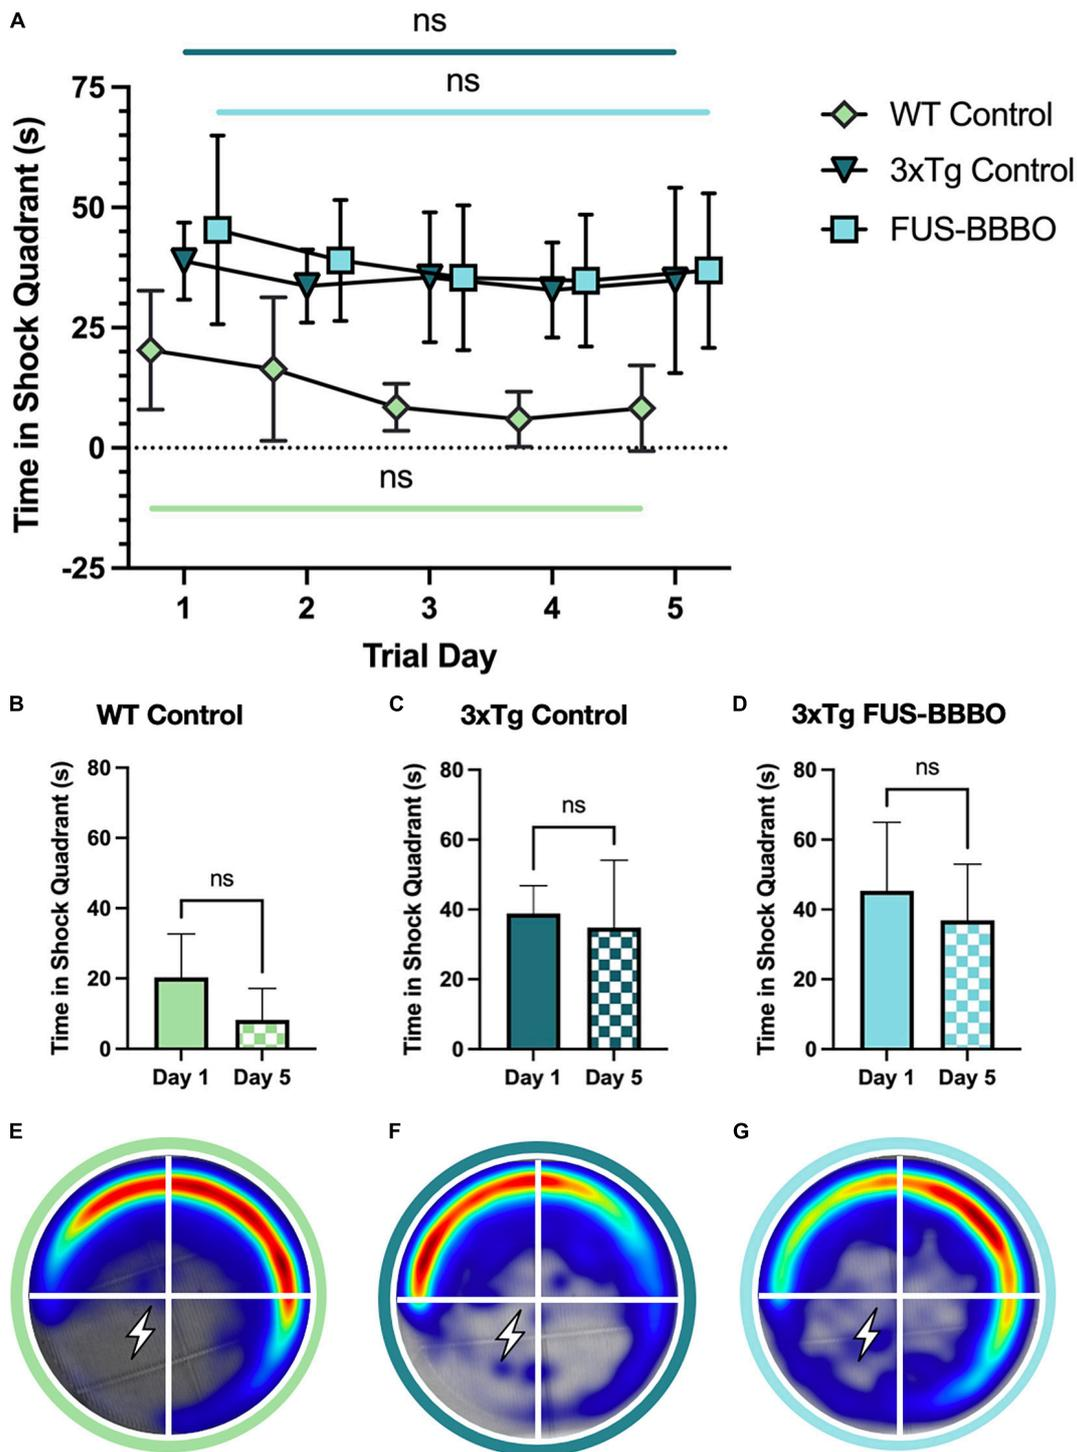 A
ns
ns
75
50
25
0
-25
Time in Shock Quadrant (s)
ns
1 2 3 4 5
Trial Day
WT Control
3xTg Control
FUS-BBBO
B
WT Control
80
60
40
20
0
Time in Shock Quadrant (s)
ns
Day 1 Day 5
C
3xTg Control
80
60
40
20
0
Time in Shock Quadrant (s)
ns
Day 1 Day 5
D
3xTg FUS-BBBO
80
60
40
20
0
Time in Shock Quadrant (s)
ns
Day 1 Day 5
E
F
G